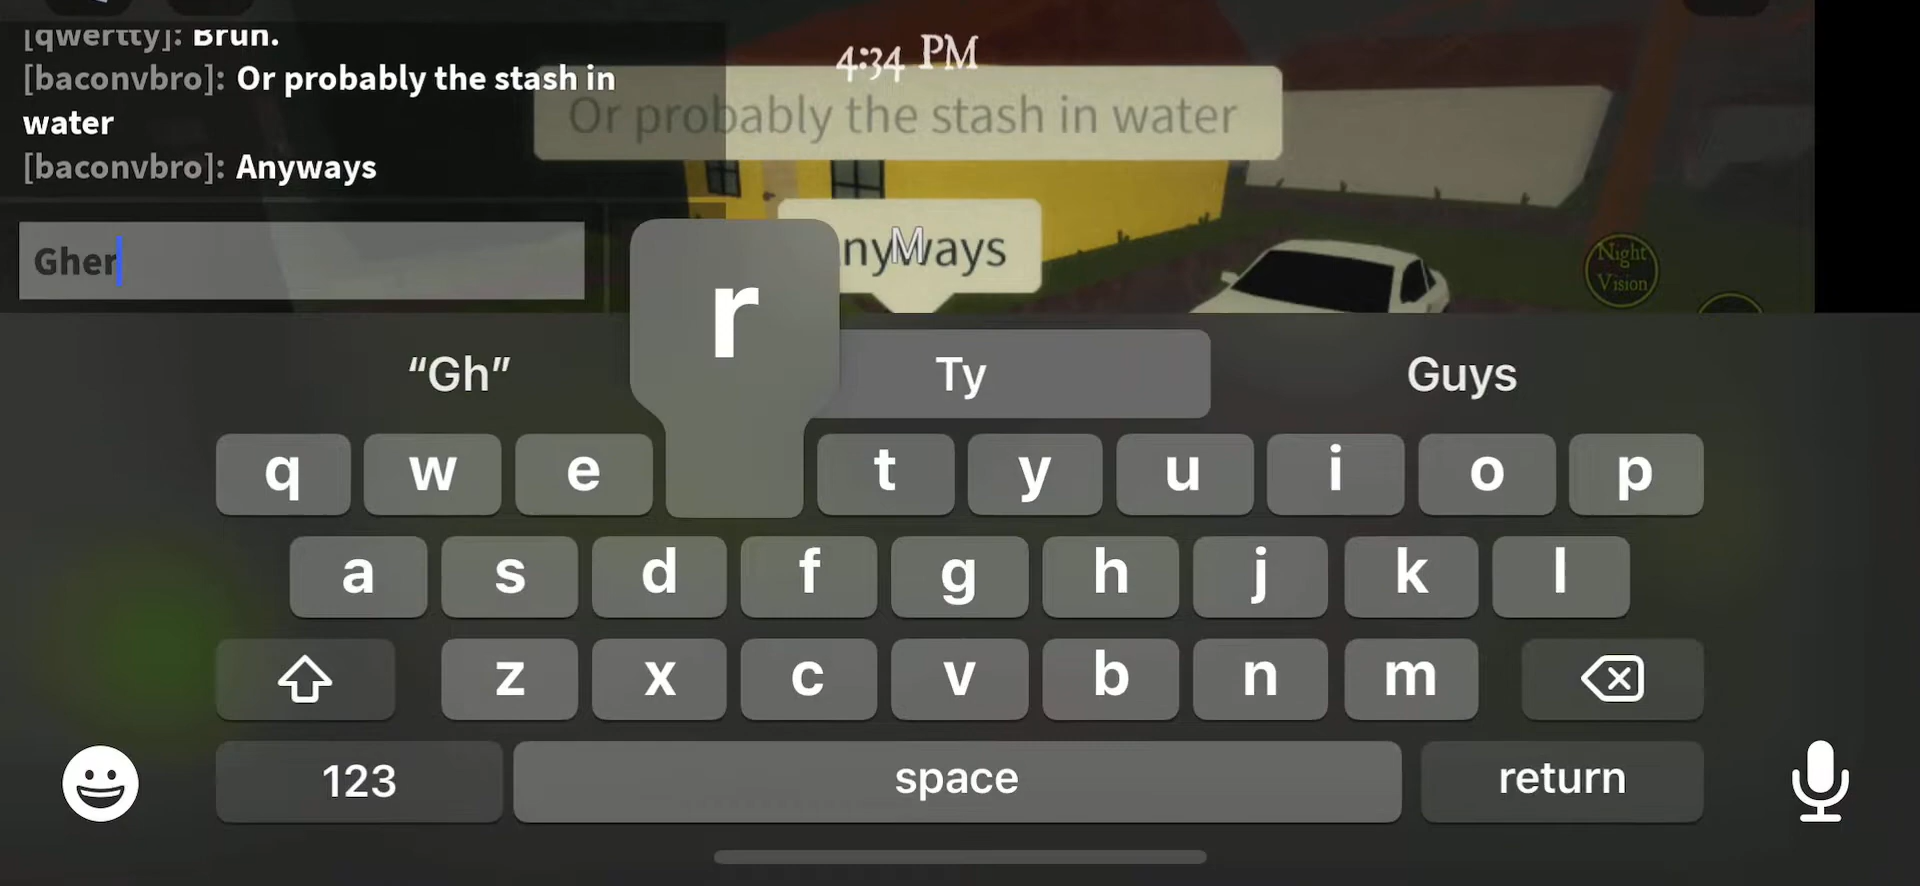 [qwertty]: Bruh.
4:34 PM
[baconvbro]: Or probably the stash in
water
Or probably the stash in water
[baconvbro]: Anyways
Gher
nyways
M
Night
Vision
r
“Gh”
Ty
Guys
q w e t y u i o p
a s d f g h j k l
z x c v b n m
123
space
return